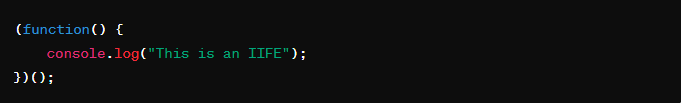 (function() {
    console.log("This is an IIFE");
})();